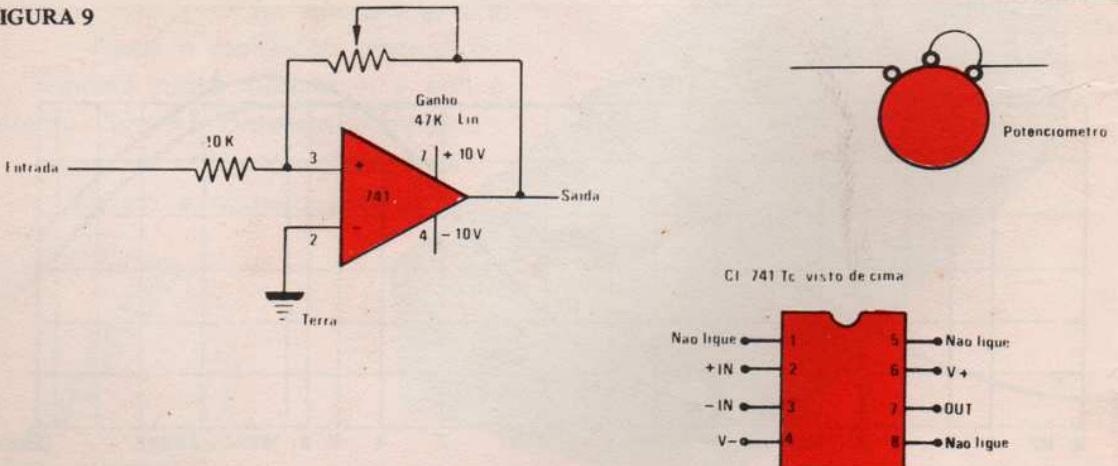 IGURA 9
Ganho
47K Lin
10K
Entrada
3
+
7
+ 10 V
741
Saida
2
-
4
- 10 V
Terra
Potenciometro
CI 741 Tc visto de cima
Nao ligue 1
5 Nao ligue
+IN 2
6 V+
-IN 3
7 OUT
V- 4
8 Nao ligue